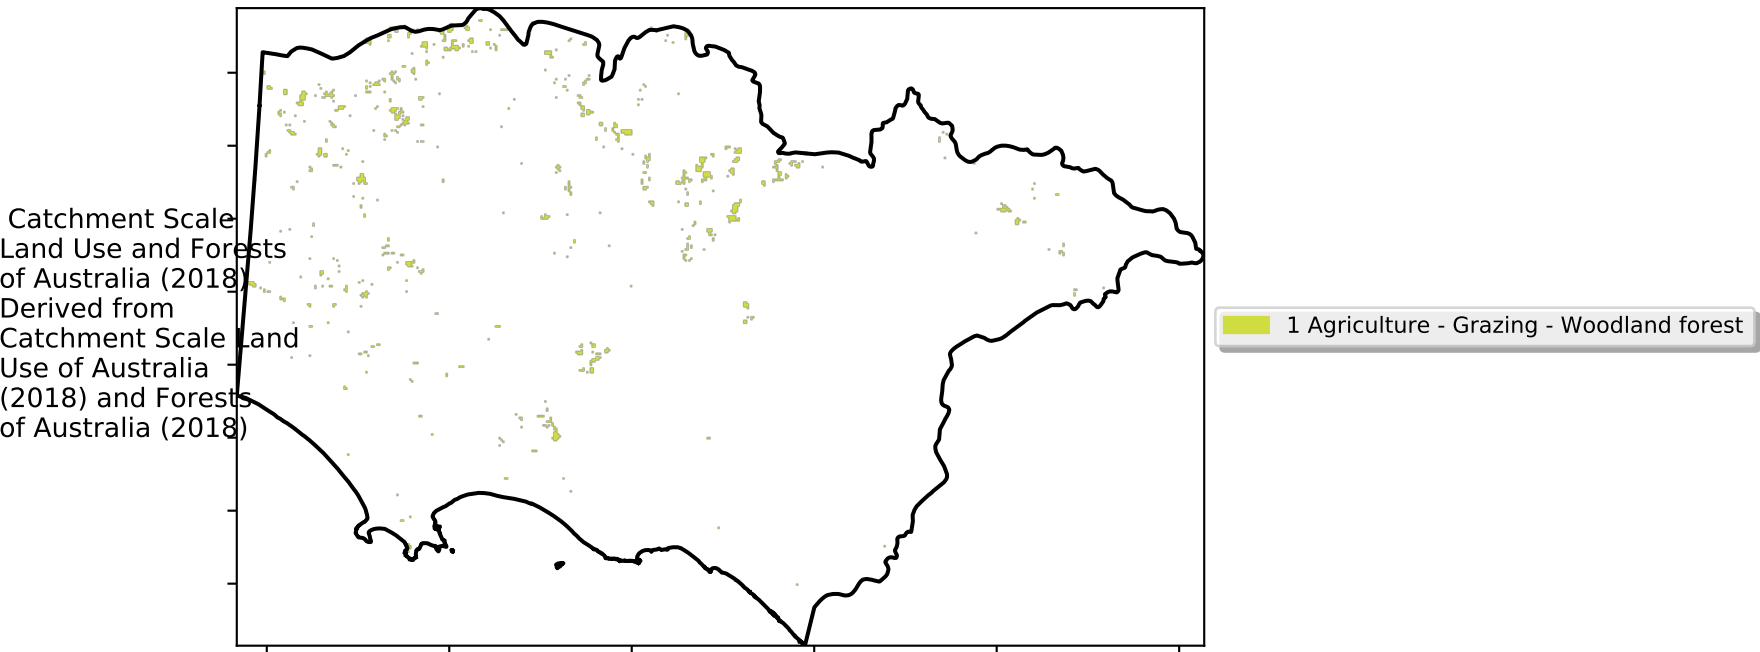 Catchment Scale
Land Use and Forests
of Australia (2018)
Derived from
Catchment Scale Land
Use of Australia
(2018) and Forests
of Australia (2018)
1 Agriculture - Grazing - Woodland forest